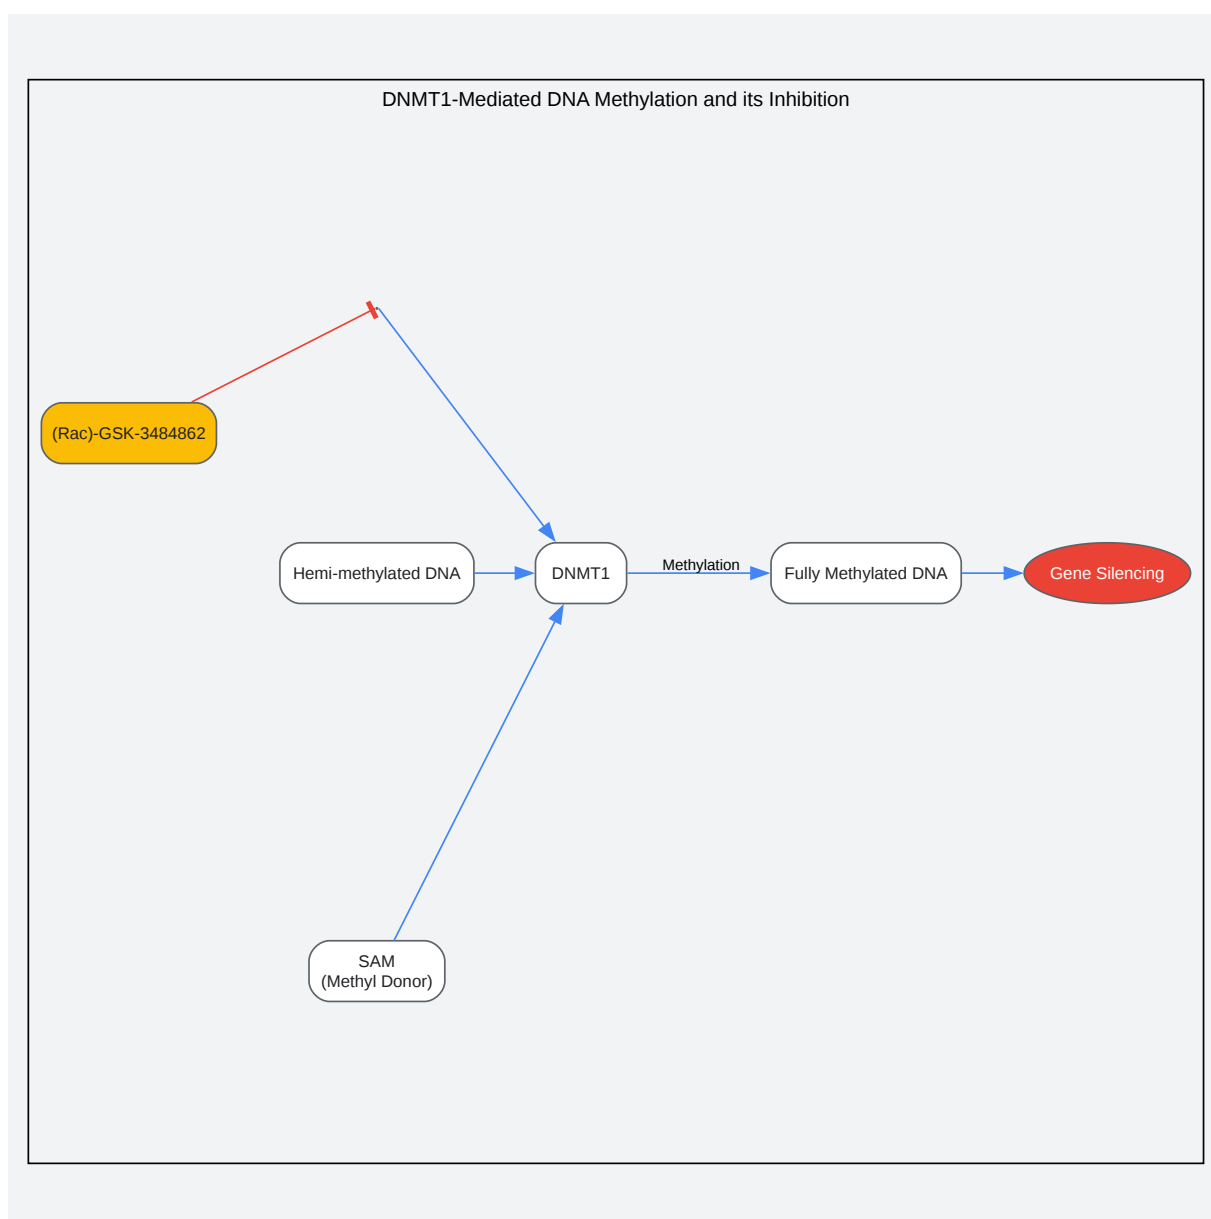 DNMT1-Mediated DNA Methylation and its Inhibition
(Rac)-GSK-3484862
Hemi-methylated DNA
DNMT1
Methylation
Fully Methylated DNA
Gene Silencing
SAM
(Methyl Donor)